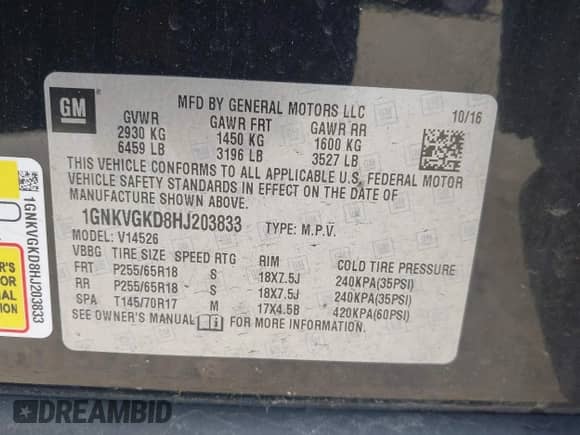 GM
®
MFD BY GENERAL MOTORS LLC
10/16
GVWR GAWR FRT GAWR RR
2930 KG 1450 KG 1600 KG
6459 LB 3196 LB 3527 LB
THIS VEHICLE CONFORMS TO ALL APPLICABLE U.S. FEDERAL MOTOR
VEHICLE SAFETY STANDARDS IN EFFECT ON THE DATE OF
MANUFACTURE SHOWN ABOVE.
1GNKVGKD8HJ203833 TYPE: M.P.V.
MODEL: V14526
VBBG TIRE SIZE SPEED RTG RIM COLD TIRE PRESSURE
FRT P255/65R18 S 18X7.5J 240KPA(35PSI)
RR P255/65R18 S 18X7.5J 240KPA(35PSI)
SPA T145/70R17 M 17X4.5B 420KPA(60PSI)
SEE OWNER'S MANUAL FOR MORE INFORMATION.
1GNKVGKD8HJ203833
ER'S
FOR
ONAL
ATION
DREAMBID